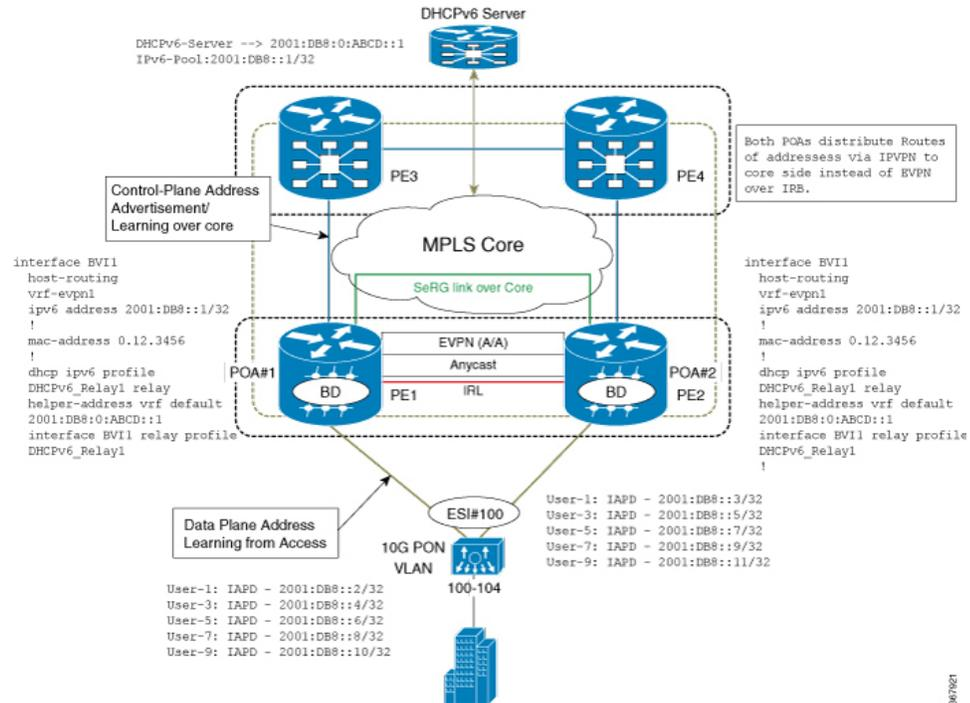 DHCPv6 Server
DHCPv6-Server --> 2001:DB8:0:ABCD::1
IPv6-Pool:2001:DB8::1/32
PE3
PE4
Both POAs distribute Routes
of addressess via IPVPN to
core side instead of EVPN
over IRB.
Control-Plane Address
Advertisement/
Learning over core
MPLS Core
SeRG link over Core
interface BVI1
host-routing
vrf-evpn1
ipv6 address 2001:DB8::1/32
!
mac-address 0.12.3456
!
dhcp ipv6 profile
DHCPv6_Relay1 relay
helper-address vrf default
2001:DB8:0:ABCD::1
interface BVI1 relay profile
DHCPv6_Relay1
interface BVI1
host-routing
vrf-evpn1
ipv6 address 2001:DB8::1/32
!
mac-address 0.12.3456
!
dhcp ipv6 profile
DHCPv6_Relay1 relay
helper-address vrf default
2001:DB8:0:ABCD::1
interface BVI1 relay profile
DHCPv6_Relay1
!
POA#1
BD
PE1
EVPN (A/A)
Anycast
IRL
POA#2
BD
PE2
Data Plane Address
Learning from Access
ESI#100
10G PON
VLAN
100-104
User-1: IAPD - 2001:DB8::3/32
User-3: IAPD - 2001:DB8::5/32
User-5: IAPD - 2001:DB8::7/32
User-7: IAPD - 2001:DB8::9/32
User-9: IAPD - 2001:DB8::11/32
User-1: IAPD - 2001:DB8::2/32
User-3: IAPD - 2001:DB8::4/32
User-5: IAPD - 2001:DB8::6/32
User-7: IAPD - 2001:DB8::8/32
User-9: IAPD - 2001:DB8::10/32